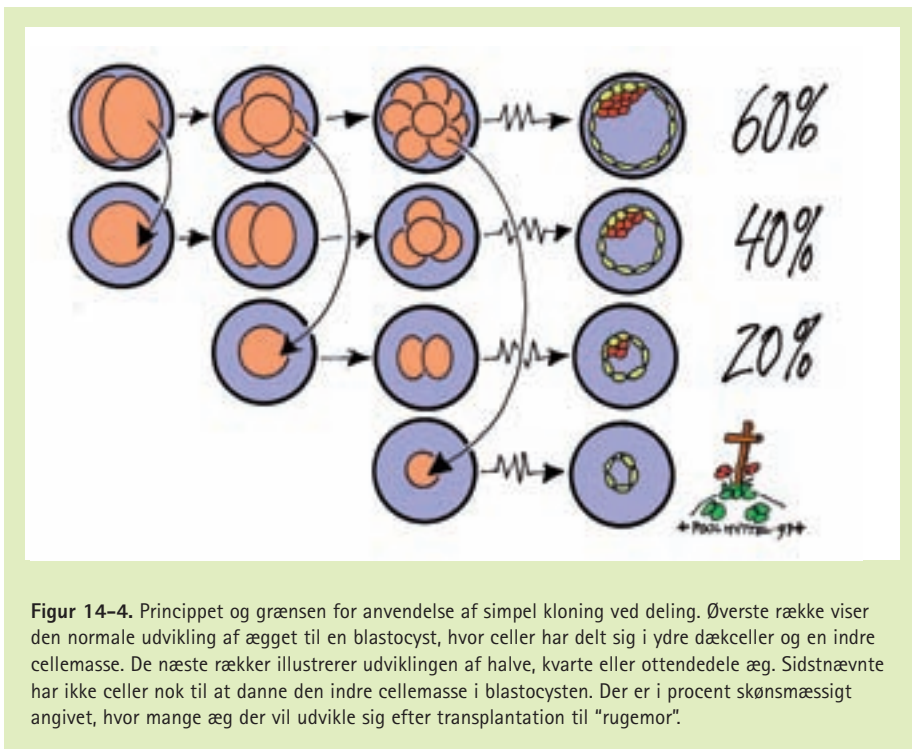 60%
40%
20%
Figur 14-4. Princippet og grænsen for anvendelse af simpel kloning ved deling. Øverste række viser
den normale udvikling af ægget til en blastocyst, hvor celler har delt sig i ydre dækceller og en indre
cellemasse. De næste rækker illustrerer udviklingen af halve, kvarte eller ottendedele æg. Sidstnævnte
har ikke celler nok til at danne den indre cellemasse i blastocysten. Der er i procent skønsmæssigt
angivet, hvor mange æg der vil udvikle sig efter transplantation til "rugemor".